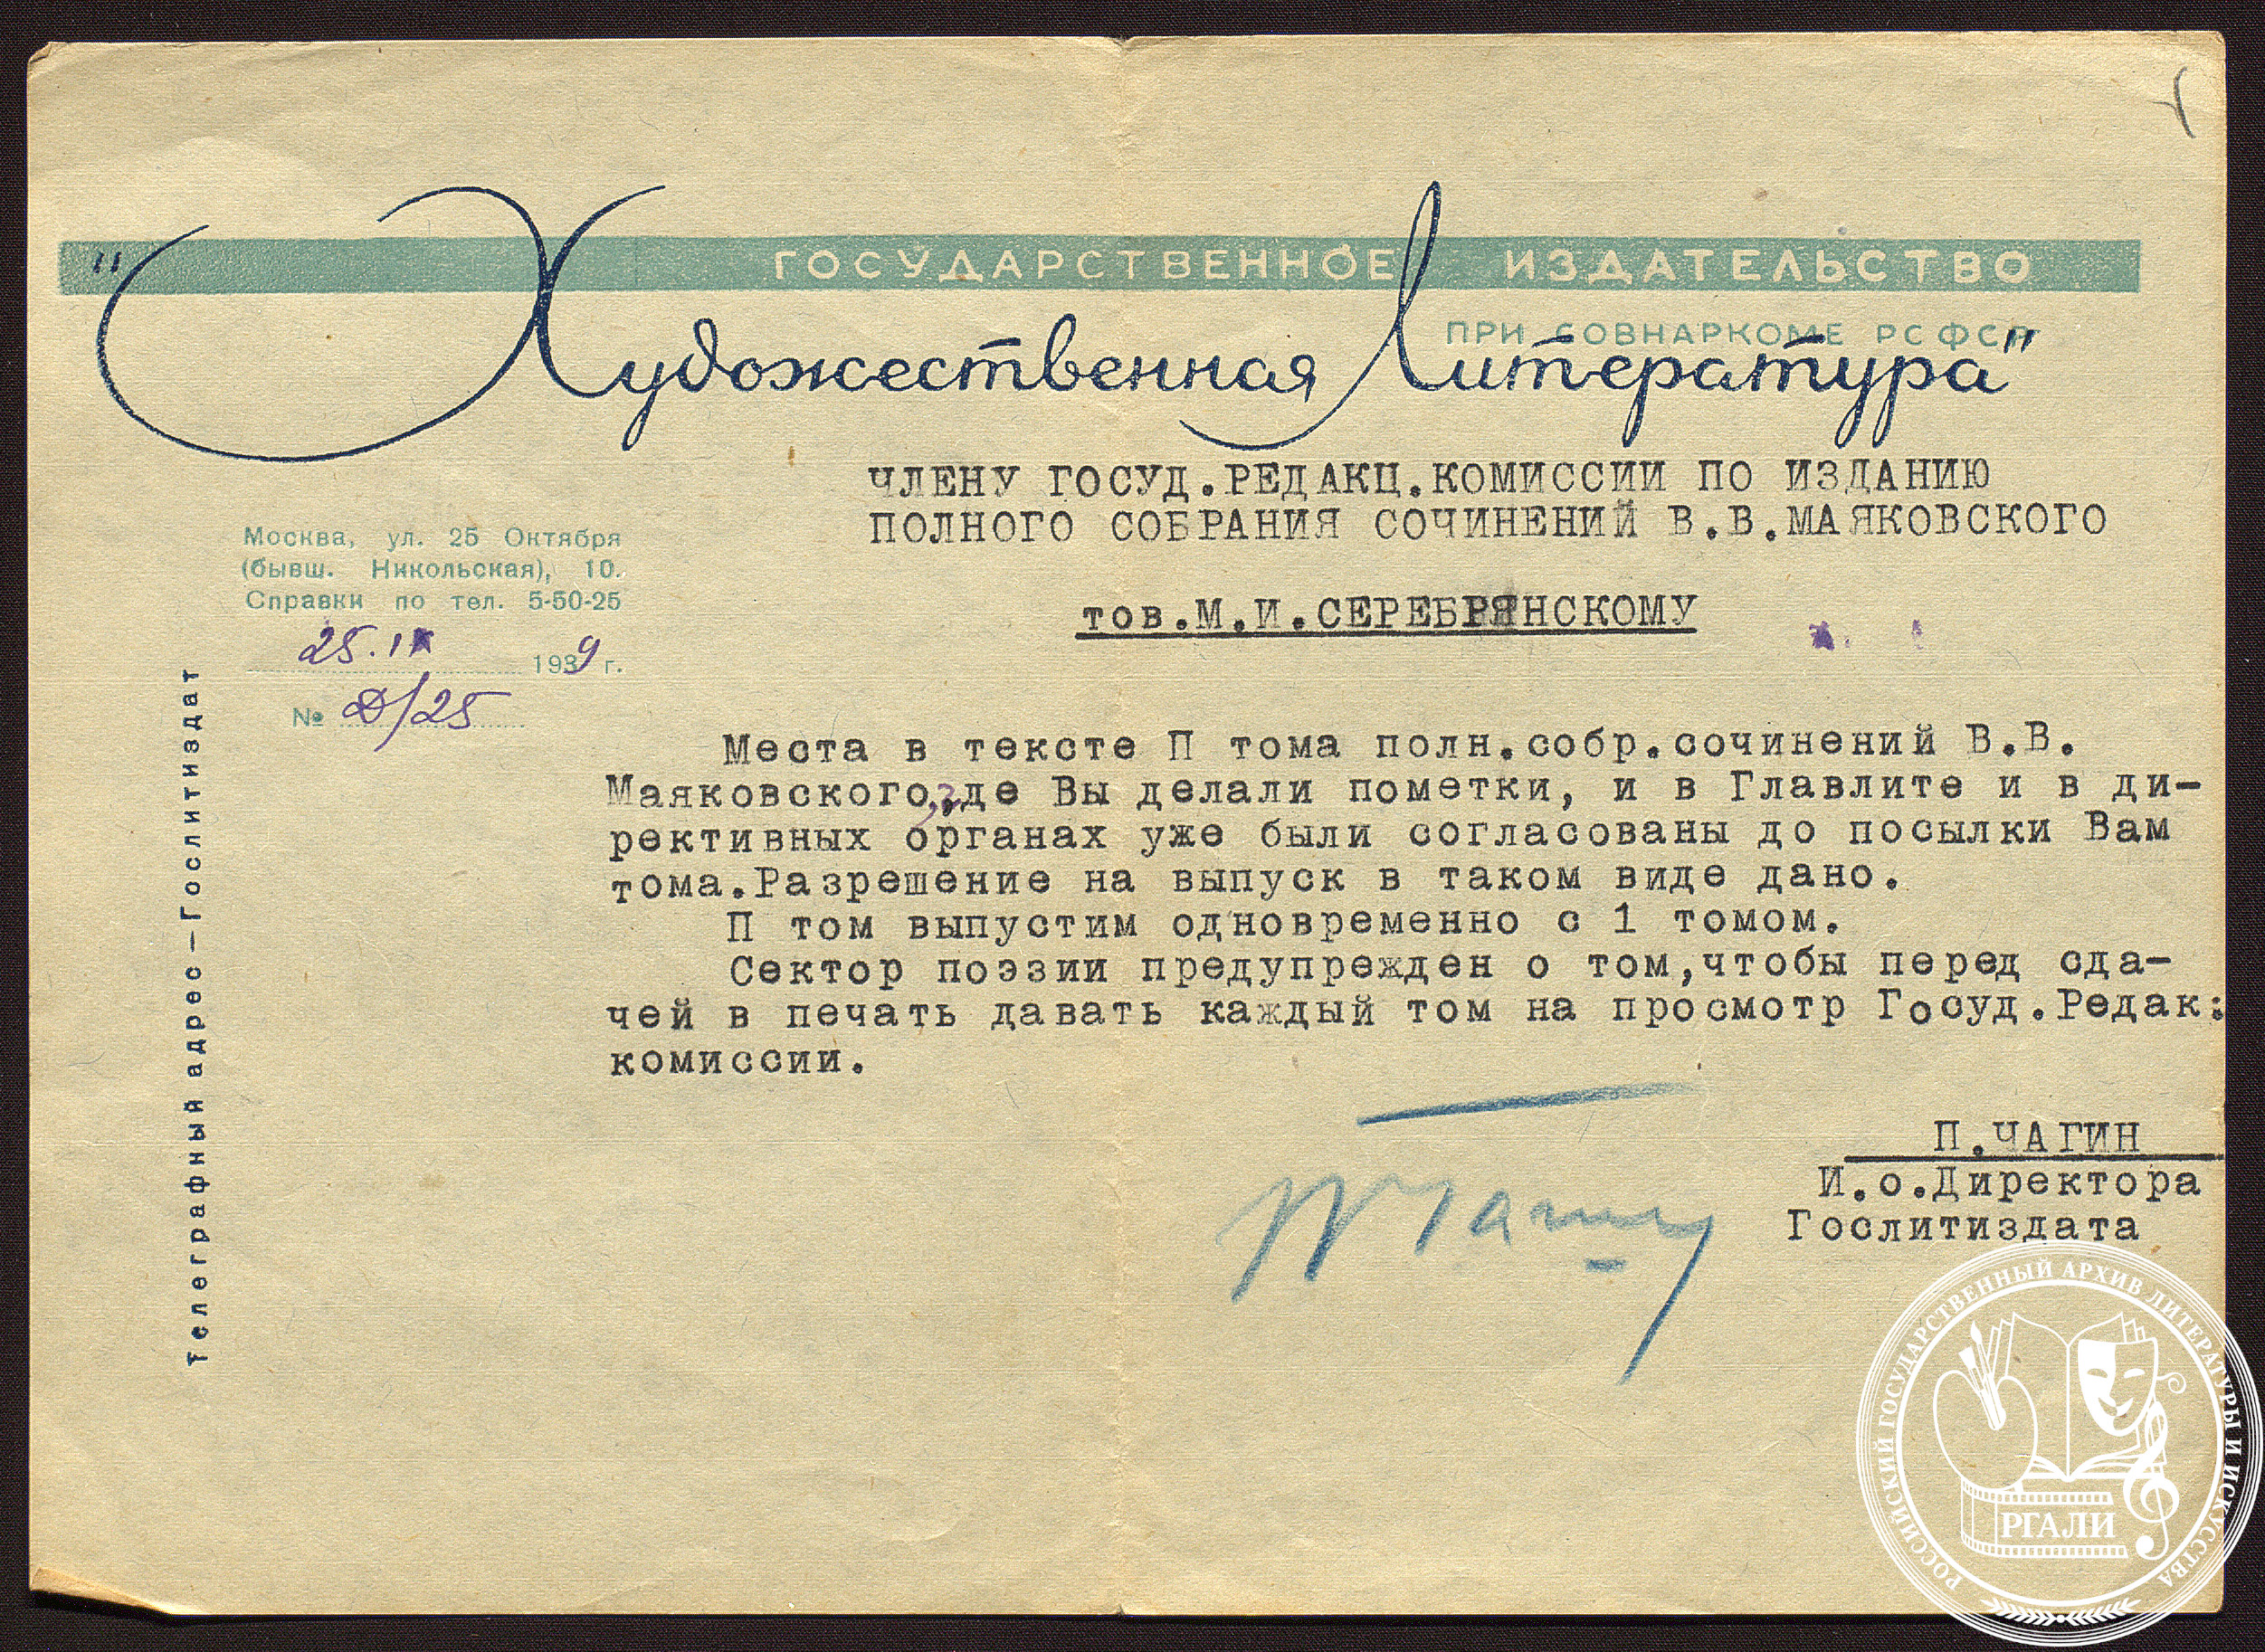 ГОСУДАРСТВЕННОЕ ИЗДАТЕЛЬСТВО
ПРИ СОВНАРКОМЕ РСФСР
"Художественная Литература"
ЧЛЕНУ ГОСУД.РЕДАКЦ.КОМИССИИ ПО ИЗДАНИЮ
ПОЛНОГО СОБРАНИЯ СОЧИНЕНИЙ В.В.МАЯКОВСКОГО
Москва, ул. 25 Октября
(бывш. Никольская), 10.
Справки по тел. 5-50-25
тов.М.И.СЕРЕБРЯНСКОМУ
25.IX 1939 г.
№ Д/25
Телеграфный адрес—Гослитиздат
Места в тексте П тома полн.собр.сочинений В.В.
Маяковского,где Вы делали пометки, и в Главлите и в ди-
рективных органах уже были согласованы до посылки Вам
тома.Разрешение на выпуск в таком виде дано.
П том выпустим одновременно с 1 томом.
Сектор поэзии предупрежден о том,чтобы перед сда-
чей в печать давать каждый том на просмотр Госуд.Редак:
комиссии.
П.ЧАГИН
И.о.Директора
Гослитиздата
РОССИЙСКИЙ ГОСУДАРСТВЕННЫЙ АРХИВ ЛИТЕРАТУРЫ И ИСКУССТВА
РГАЛИ